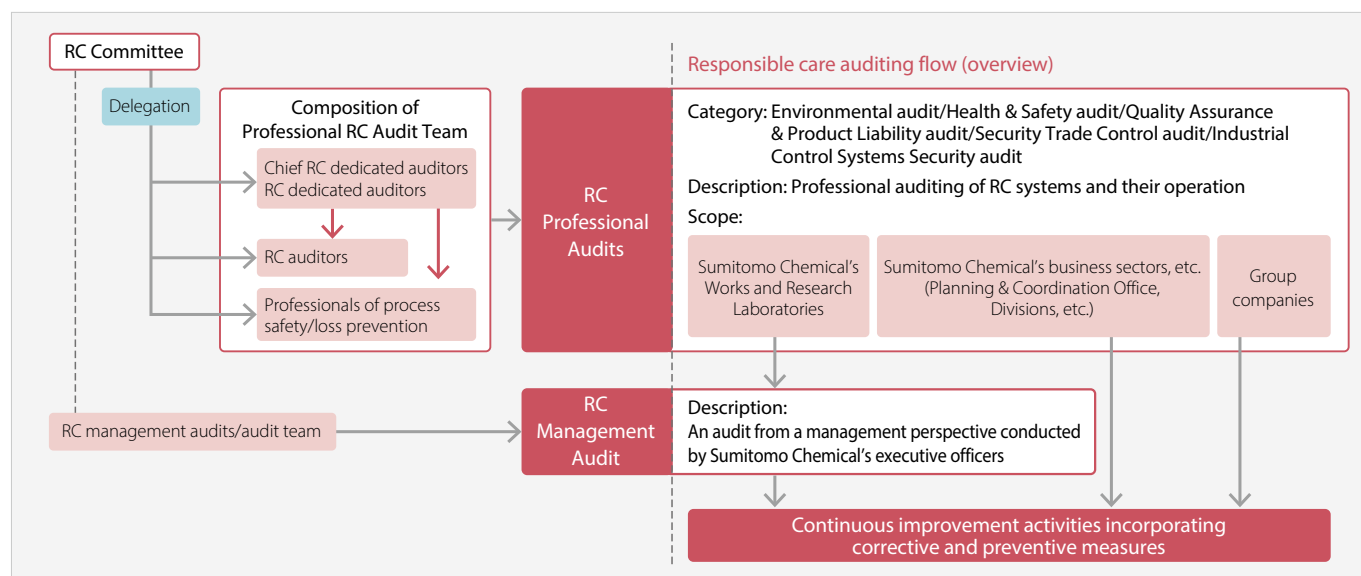 RC Committee
Delegation
Composition of
Professional RC Audit Team
Chief RC dedicated auditors
RC dedicated auditors
RC auditors
Professionals of process
safety/loss prevention
RC management audits/audit team
Responsible care auditing flow (overview)
RC
Professional
Audits
Category: Environmental audit/Health & Safety audit/Quality Assurance
& Product Liability audit/Security Trade Control audit/Industrial
Control Systems Security audit
Description: Professional auditing of RC systems and their operation
Scope:
Sumitomo Chemical’s
Works and Research
Laboratories
Sumitomo Chemical’s business sectors, etc.
(Planning & Coordination Office,
Divisions, etc.)
Group
companies
RC
Management
Audit
Description:
An audit from a management perspective conducted
by Sumitomo Chemical’s executive officers
Continuous improvement activities incorporating
corrective and preventive measures